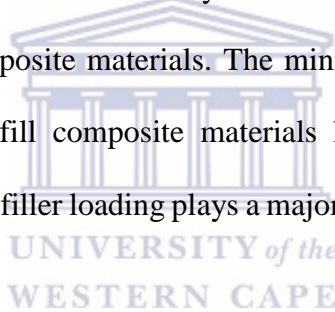 posite materials. The min
fill composite materials
filler loading plays a major
UNIVERSITY of the
WESTERN CAPE